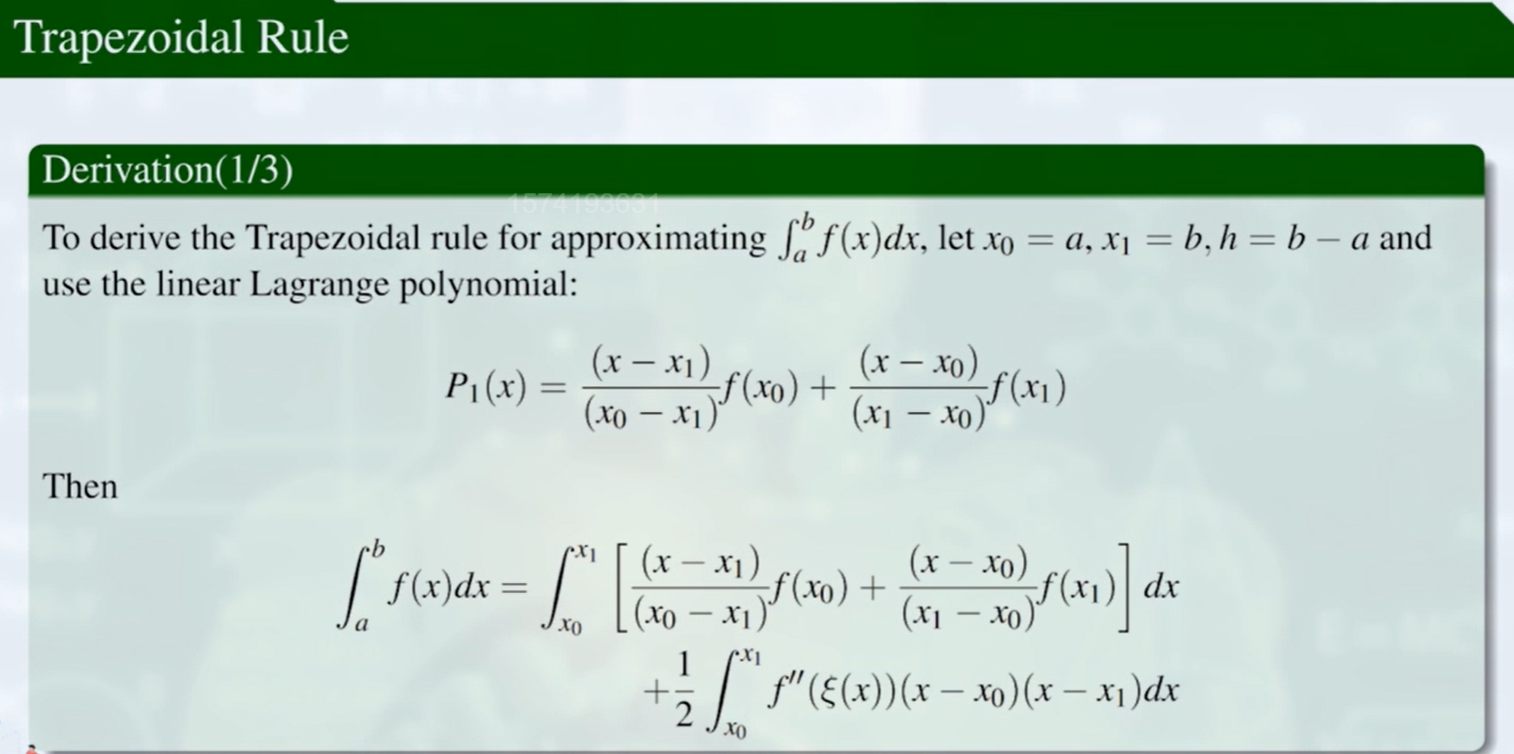 Trapezoidal Rule
Derivation(1/3)
1574193631
To derive the Trapezoidal rule for approximating $\int_a^b f(x)dx$, let $x_0 = a, x_1 = b, h = b - a$ and
use the linear Lagrange polynomial:
$P_1(x) = \frac{(x - x_1)}{(x_0 - x_1)} f(x_0) + \frac{(x - x_0)}{(x_1 - x_0)} f(x_1)$
Then
$\int_a^b f(x)dx = \int_{x_0}^{x_1} \left[ \frac{(x - x_1)}{(x_0 - x_1)} f(x_0) + \frac{(x - x_0)}{(x_1 - x_0)} f(x_1) \right] dx$
$+ \frac{1}{2} \int_{x_0}^{x_1} f''(\xi(x))(x - x_0)(x - x_1)dx$